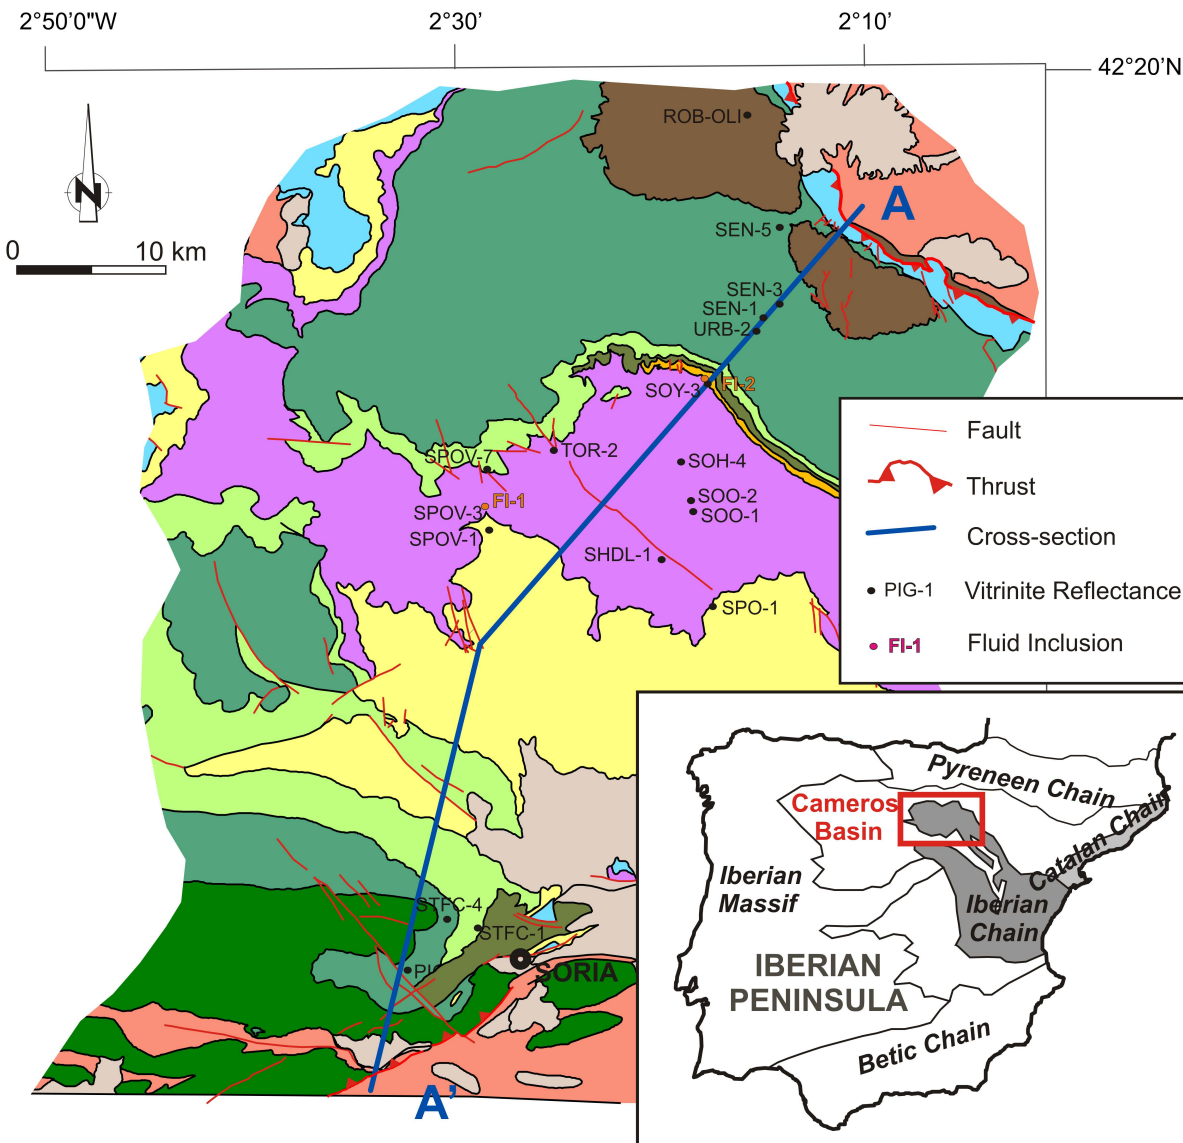 2°50'0"W
2°30'
2°10'
42°20'N
N
0
10 km
ROB-OLI
A
SEN-5
SEN-3
SEN-1
URB-2
SOY-3
FI-2
SPOV-7
TOR-2
SOH-4
FI-1
SPOV-3
SOO-2
SOO-1
SPOV-1
SHDL-1
SPO-1
STFC-4
STFC-1
PIG
SORIA
A'
Fault
Thrust
Cross-section
PIG-1
Vitrinite Reflectance
FI-1
Fluid Inclusion
Pyreneen Chain
Cameros
Basin
Catalan Chain
Iberian
Massif
Iberian
Chain
IBERIAN
PENINSULA
Betic Chain